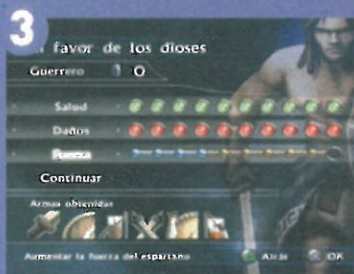 3
favor de los dioses
Guerrero 0
Salud
Daños
Fuerza
Continuar
Armas obtenidas
Aumentar la fuerza del espartano
Atrás OK